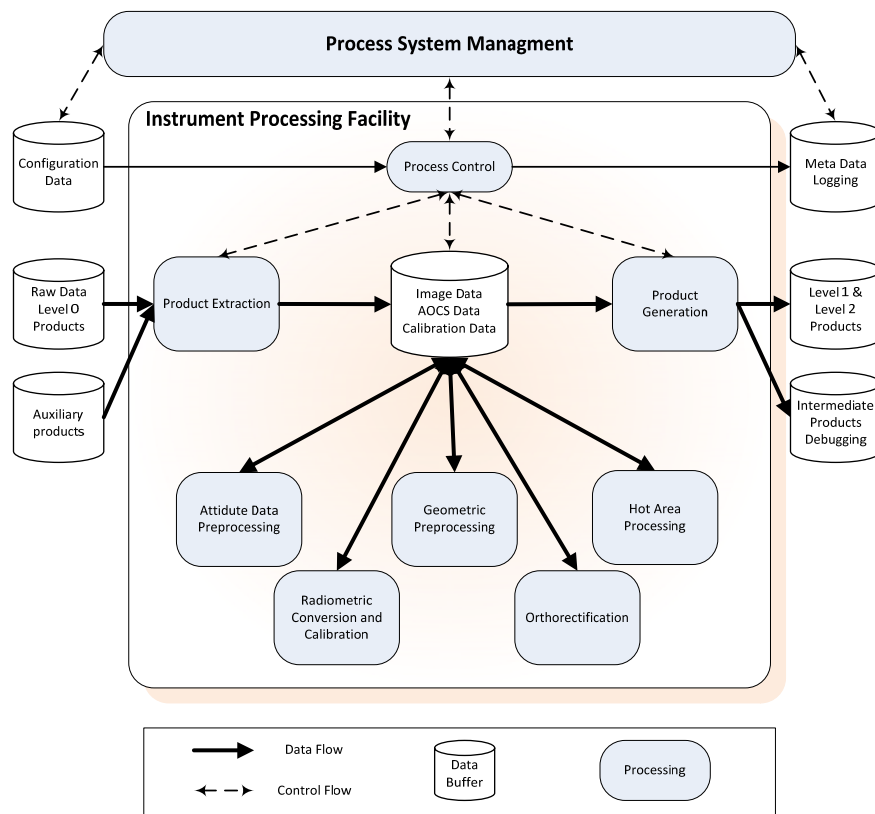 Process System Managment
Instrument Processing Facility
Configuration
Data
Process Control
Meta Data
Logging
Raw Data
Level 0
Products
Product Extraction
Image Data
AOCS Data
Calibration Data
Product
Generation
Level 1 &
Level 2
Products
Auxiliary
products
Intermediate
Products
Debugging
Attidute Data
Preprocessing
Geometric
Preprocessing
Hot Area
Processing
Radiometric
Conversion and
Calibration
Orthorectification
Data Flow
Control Flow
Data
Buffer
Processing